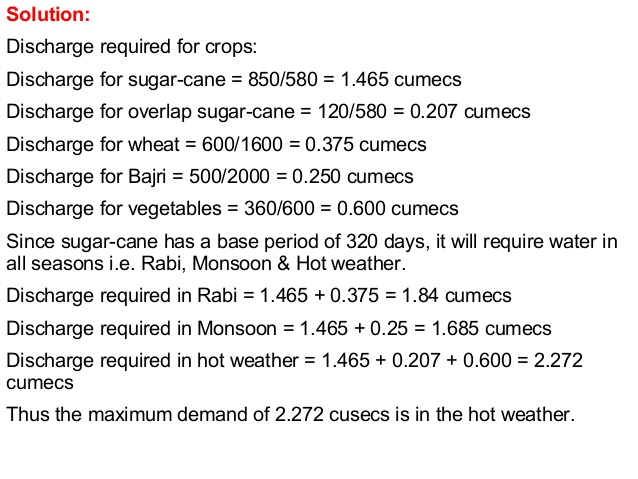 Solution:
Discharge required for crops:
Discharge for sugar-cane = 850/580 = 1.465 cumecs
Discharge for overlap sugar-cane = 120/580 = 0.207 cumecs
Discharge for wheat = 600/1600 = 0.375 cumecs
Discharge for Bajri = 500/2000 = 0.250 cumecs
Discharge for vegetables = 360/600 = 0.600 cumecs
Since sugar-cane has a base period of 320 days, it will require water in
all seasons i.e. Rabi, Monsoon & Hot weather.
Discharge required in Rabi = 1.465 + 0.375 = 1.84 cumecs
Discharge required in Monsoon = 1.465 + 0.25 = 1.685 cumecs
Discharge required in hot weather = 1.465 + 0.207 + 0.600 = 2.272
cumecs
Thus the maximum demand of 2.272 cusecs is in the hot weather.